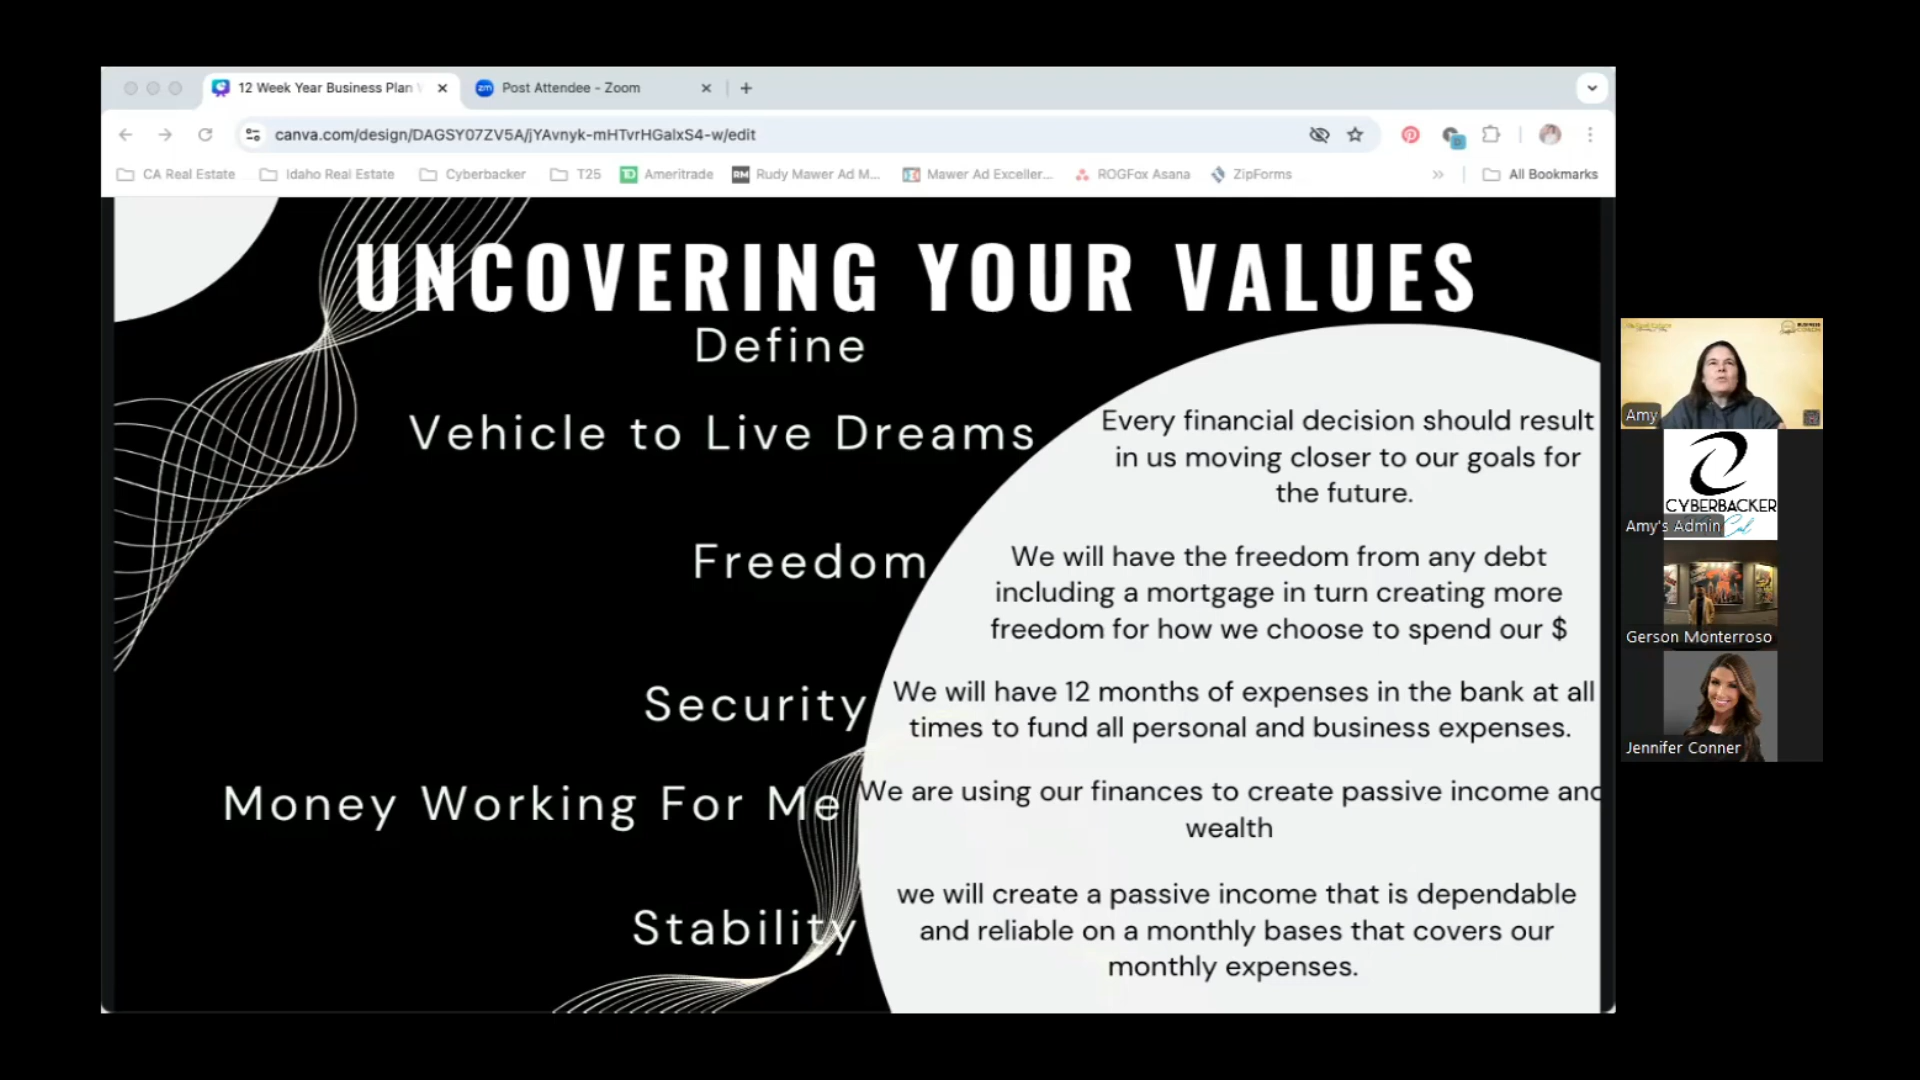 12 Week Year Business Plan
Post Attendee - Zoom
canva.com/design/DAGSY07ZV5A/jYAvnyk-mHTvrHGalxS4-w/edit
CA Real Estate
Idaho Real Estate
Cyberbacker
T25
TD Ameritrade
RM Rudy Mawer Ad M...
Mawer Ad Exceller...
ROGFox Asana
ZipForms
All Bookmarks
UNCOVERING YOUR VALUES
Define
Vehicle to Live Dreams
Every financial decision should result
in us moving closer to our goals for
the future.
Freedom
We will have the freedom from any debt
including a mortgage in turn creating more
freedom for how we choose to spend our $
Security
We will have 12 months of expenses in the bank at all
times to fund all personal and business expenses.
Money Working For Me
We are using our finances to create passive income and
wealth
Stability
we will create a passive income that is dependable
and reliable on a monthly bases that covers our
monthly expenses.
Amy
CYBERBACKER
Amy's Admin
Gerson Monterroso
Jennifer Conner